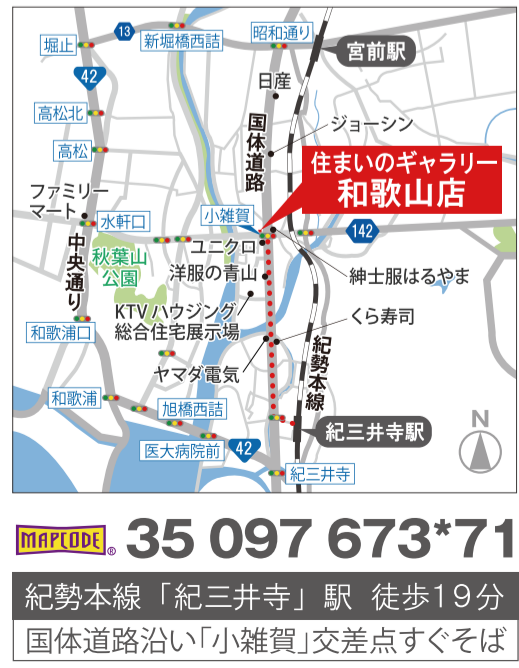 13
堀止
新堀橋西詰
昭和通り
宮前駅
42
日産
高松北
国体道路
ジョーシン
高松
住まいのギャラリー
和歌山店
ファミリー
マート
小雑賀
水軒口
142
ユニクロ
中央通り
秋葉山
公園
洋服の青山
紳士服はるやま
KTVハウジング
総合住宅展示場
くら寿司
和歌浦口
紀勢本線
ヤマダ電気
和歌浦
旭橋西詰
紀三井寺駅
N
医大病院前
42
紀三井寺
MAPCODE®
35 097 673*71
紀勢本線「紀三井寺」駅 徒歩19分
国体道路沿い「小雑賀」交差点すぐそば